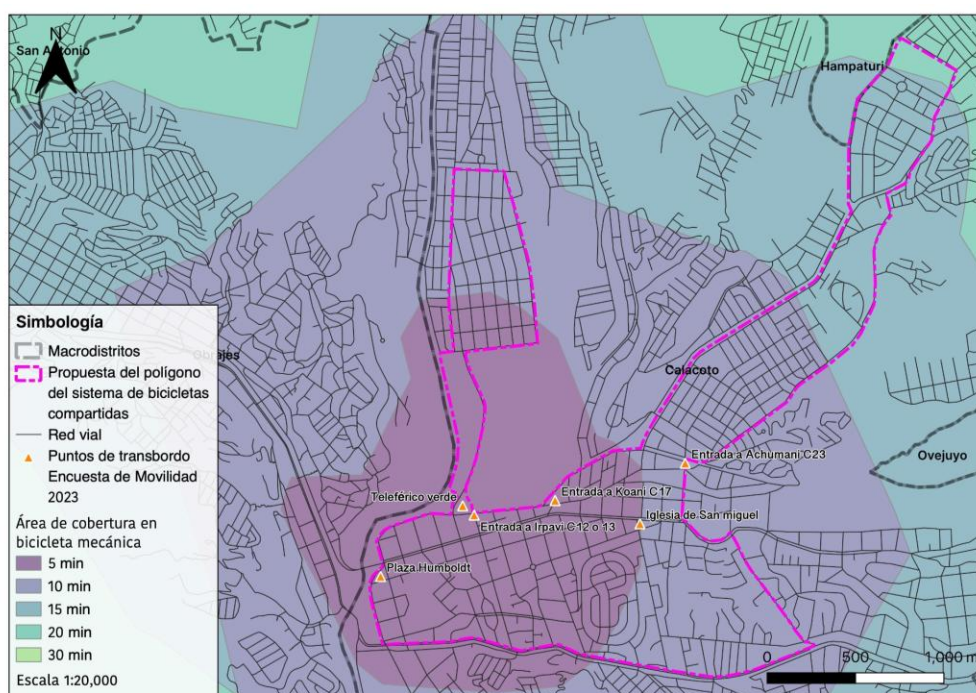 San Antonio
N
Hampaturi
Obrajes
Calacoto
Ovejuyo
Entrada a Achumani C23
Teleférico verde
Entrada a Koani C17
Entrada a Irpavi C12 o 13
Iglesia de San miguel
Plaza Humboldt
Simbología
Macrodistritos
Propuesta del polígono
del sistema de bicicletas
compartidas
Red vial
Puntos de transbordo
Encuesta de Movilidad
2023
Área de cobertura en
bicicleta mecánica
5 min
10 min
15 min
20 min
30 min
Escala 1:20,000
0 500 1,000 m